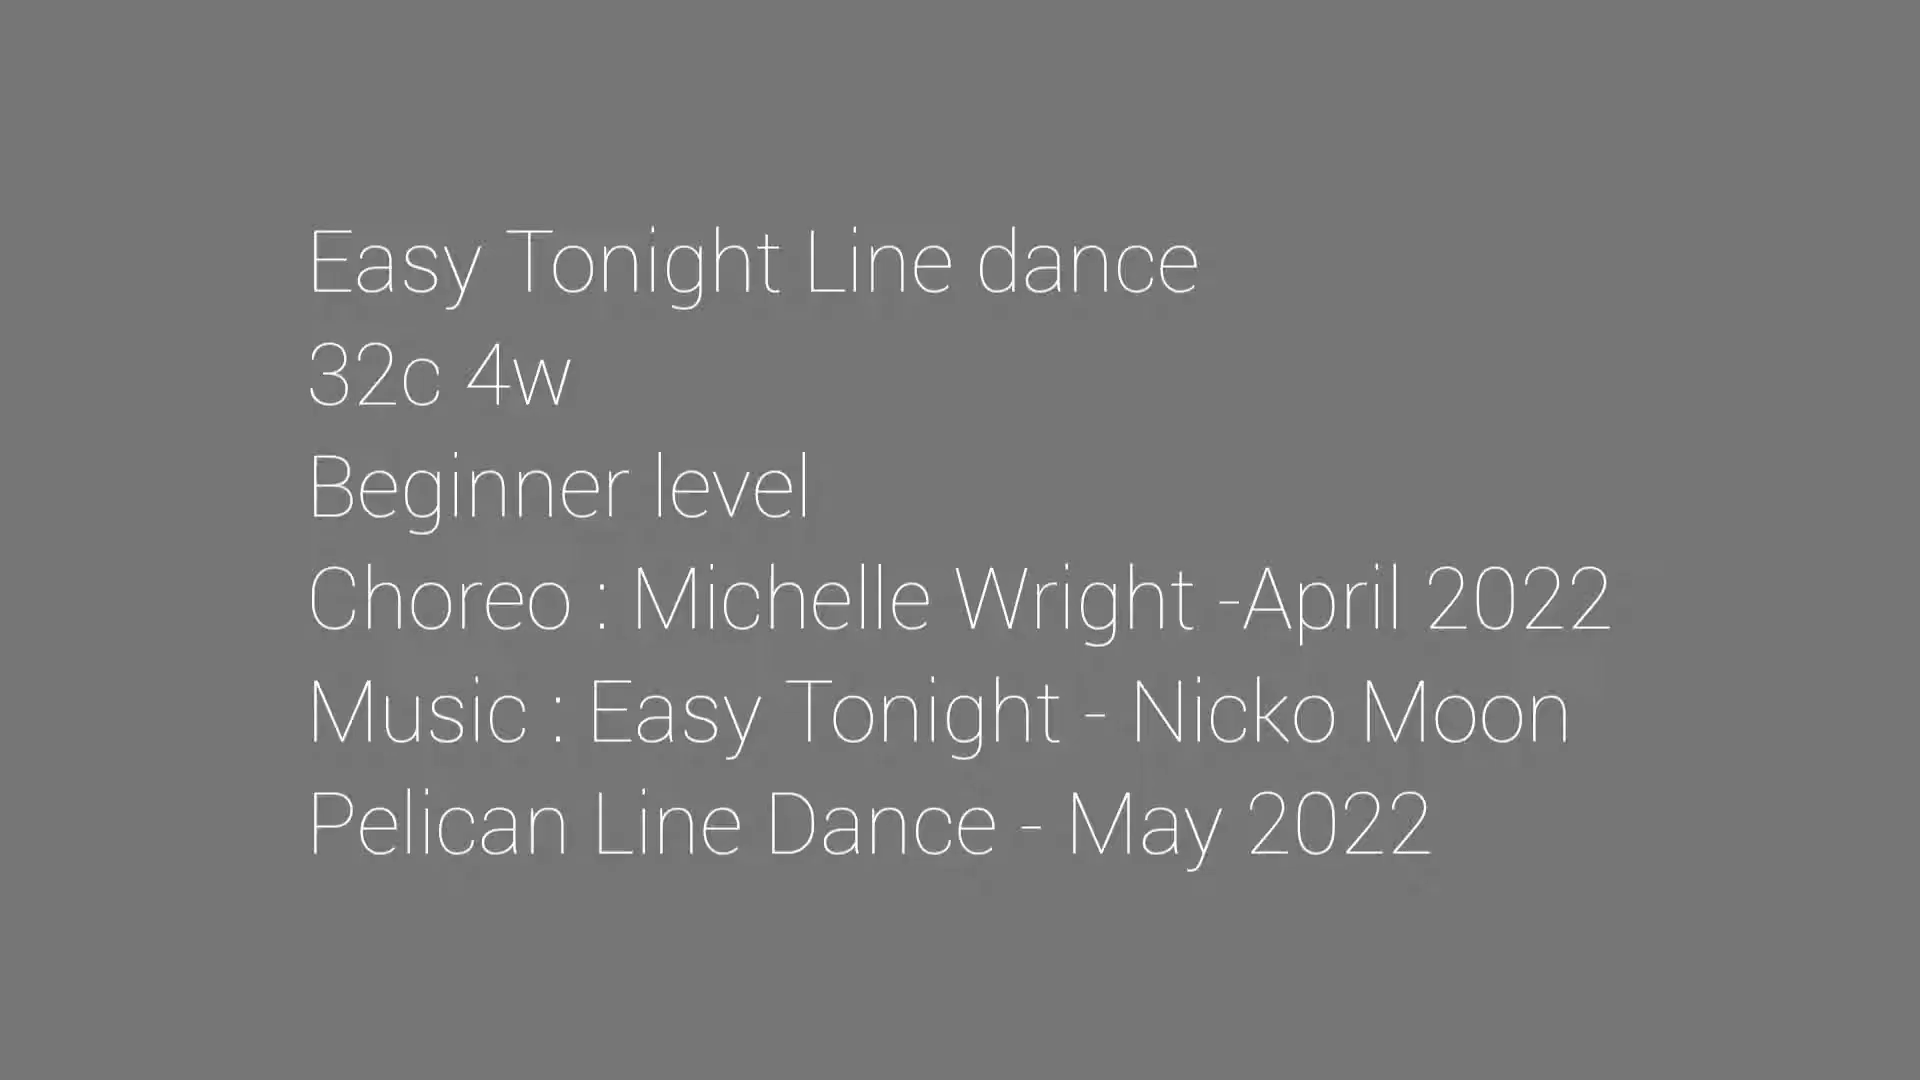 Easy Tonight Line dance
32c 4w
Beginner level
Choreo : Michelle Wright -April 2022
Music : Easy Tonight - Nicko Moon
Pelican Line Dance - May 2022